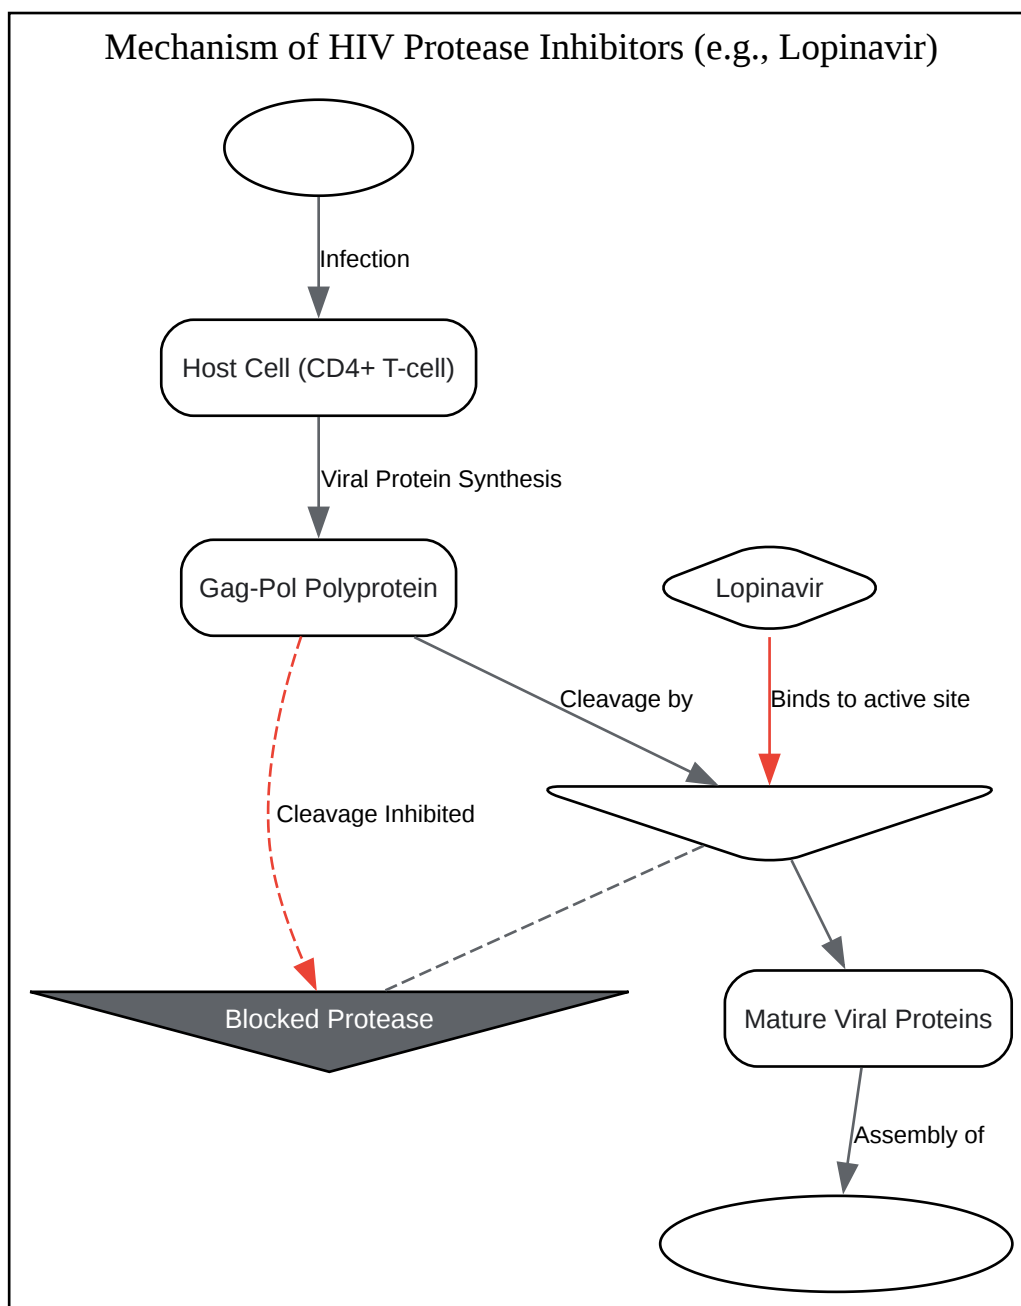 Mechanism of HIV Protease Inhibitors (e.g., Lopinavir)
Infection
Host Cell (CD4+ T-cell)
Viral Protein Synthesis
Gag-Pol Polyprotein
Lopinavir
Cleavage by
Binds to active site
Cleavage Inhibited
Blocked Protease
Mature Viral Proteins
Assembly of